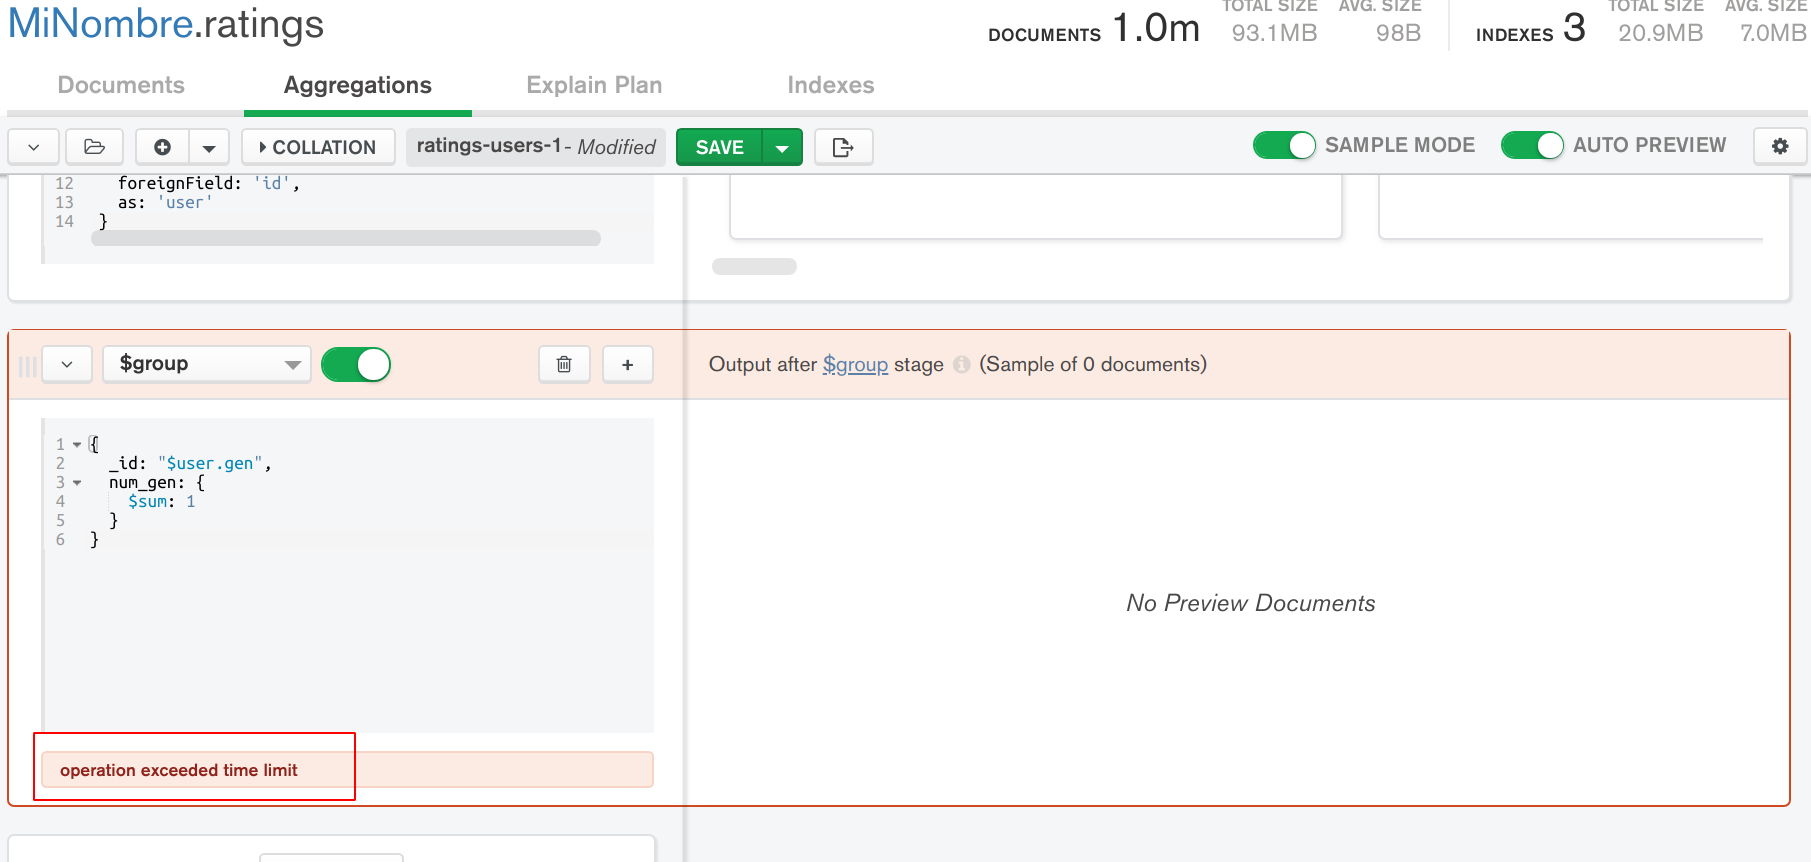 MiNombre.ratings
DOCUMENTS 1.0m TOTAL SIZE 93.1MB AVG. SIZE 98B INDEXES 3 TOTAL SIZE 20.9MB AVG. SIZE 7.0MB
Documents Aggregations Explain Plan Indexes
COLLATION ratings-users-1 - Modified SAVE SAMPLE MODE AUTO PREVIEW
12 foreignField: 'id',
13 as: 'user'
14 }
$group
Output after $group stage (Sample of 0 documents)
1 {
2 _id: "$user.gen",
3 num_gen: {
4 $sum: 1
5 }
6 }
No Preview Documents
operation exceeded time limit